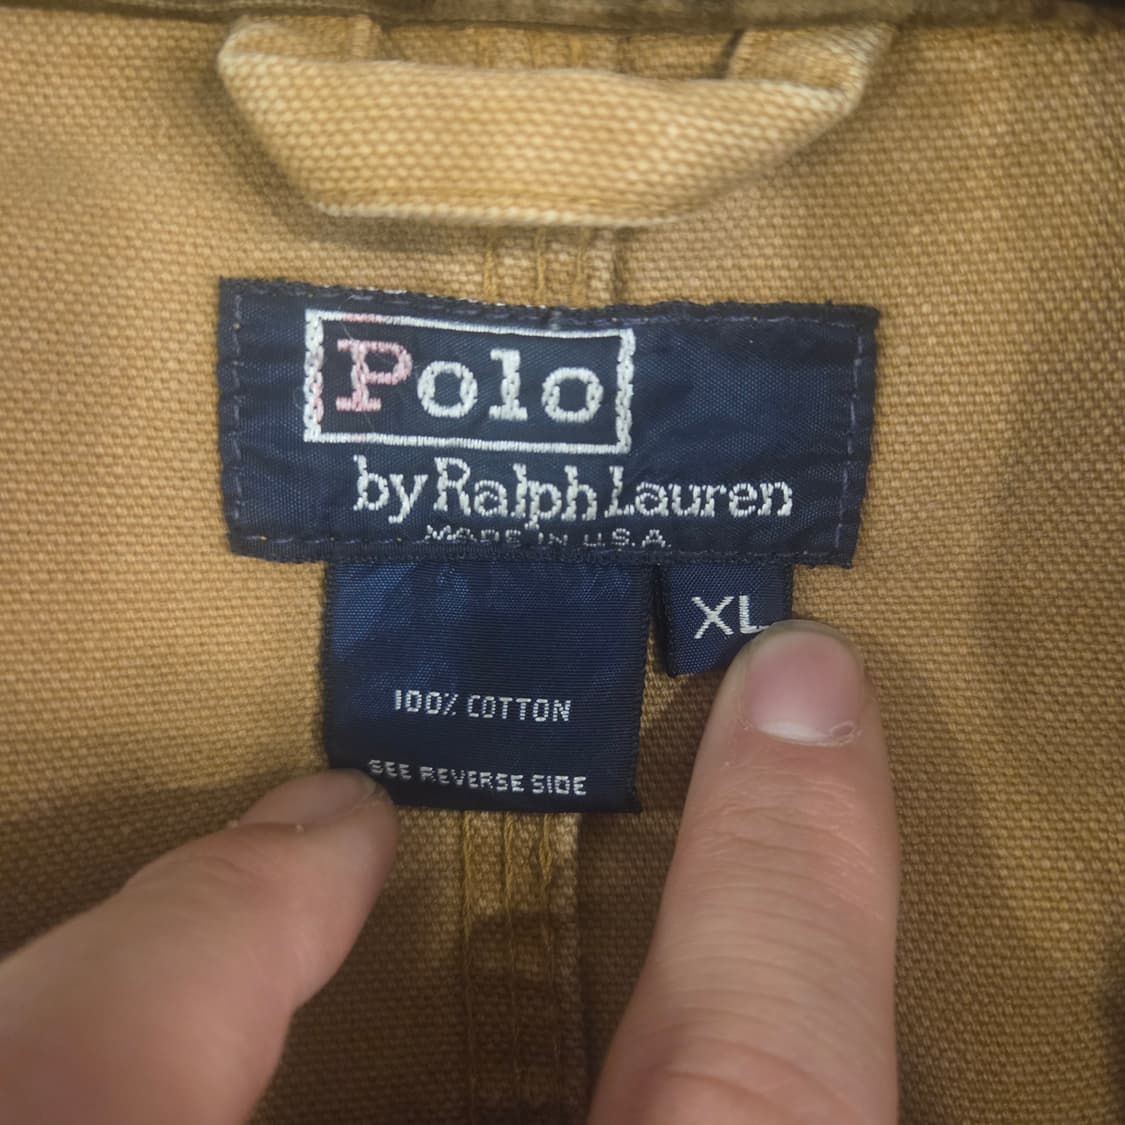 Polo
by Ralph Lauren
MADE IN U.S.A.
XL
100% COTTON
SEE REVERSE SIDE